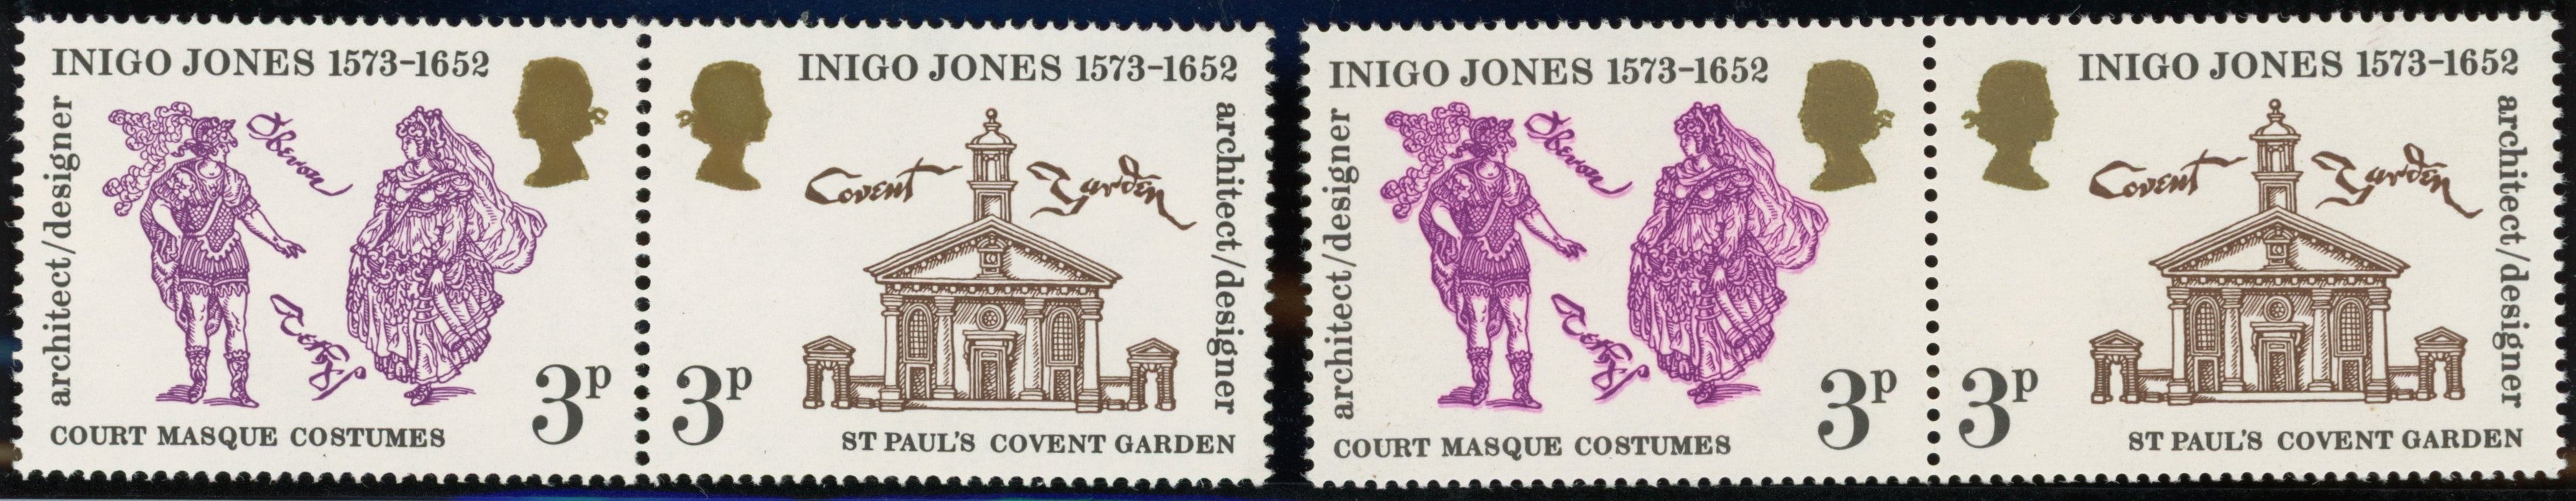 INIGO JONES 1573-1652
architect/designer
Oberon
COURT MASQUE COSTUMES
3p
INIGO JONES 1573-1652
architect/designer
Covent Garden
3p
ST PAUL'S COVENT GARDEN
INIGO JONES 1573-1652
architect/designer
Oberon
COURT MASQUE COSTUMES
3p
INIGO JONES 1573-1652
architect/designer
Covent Garden
3p
ST PAUL'S COVENT GARDEN